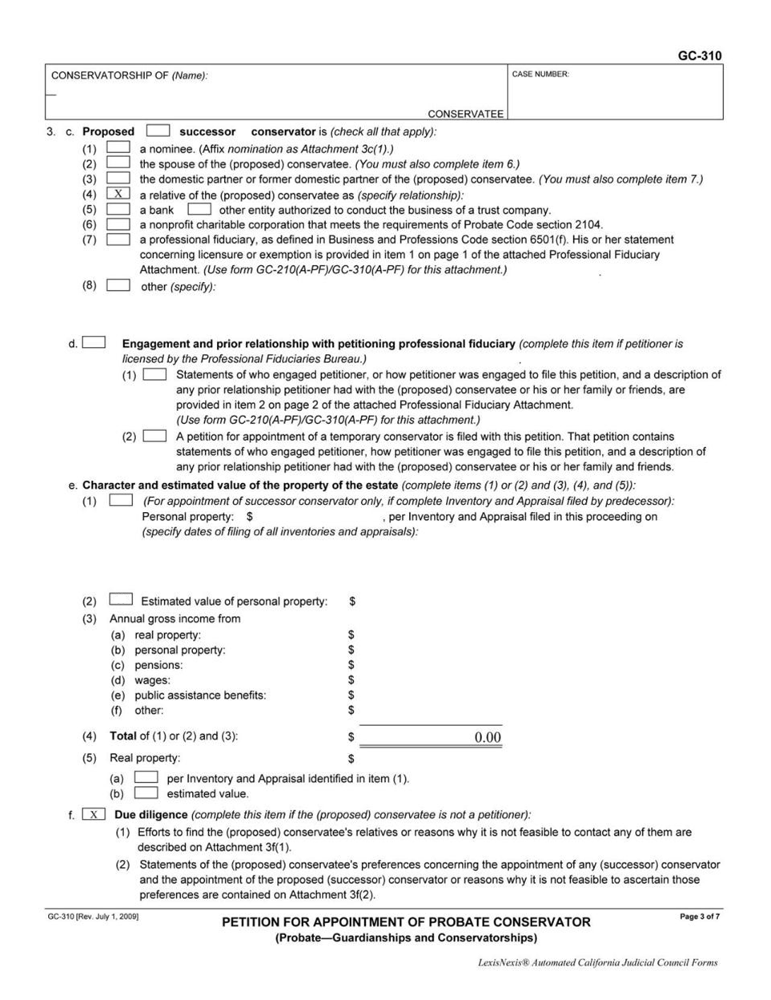 GC-310
CONSERVATORSHIP OF (Name):
CASE NUMBER:
CONSERVATEE
3. c. Proposed successor conservator is (check all that apply):
(1) a nominee. (Affix nomination as Attachment 3c(1).)
(2) the spouse of the (proposed) conservatee. (You must also complete item 6.)
(3) the domestic partner or former domestic partner of the (proposed) conservatee. (You must also complete item 7.)
(4) X a relative of the (proposed) conservatee as (specify relationship):
(5) a bank other entity authorized to conduct the business of a trust company.
(6) a nonprofit charitable corporation that meets the requirements of Probate Code section 2104.
(7) a professional fiduciary, as defined in Business and Professions Code section 6501(f). His or her statement
concerning licensure or exemption is provided in item 1 on page 1 of the attached Professional Fiduciary
Attachment. (Use form GC-210(A-PF)/GC-310(A-PF) for this attachment.)
(8) other (specify):
d. Engagement and prior relationship with petitioning professional fiduciary (complete this item if petitioner is
licensed by the Professional Fiduciaries Bureau.)
(1) Statements of who engaged petitioner, or how petitioner was engaged to file this petition, and a description of
any prior relationship petitioner had with the (proposed) conservatee or his or her family or friends, are
provided in item 2 on page 2 of the attached Professional Fiduciary Attachment.
(Use form GC-210(A-PF)/GC-310(A-PF) for this attachment.)
(2) A petition for appointment of a temporary conservator is filed with this petition. That petition contains
statements of who engaged petitioner, how petitioner was engaged to file this petition, and a description of
any prior relationship petitioner had with the (proposed) conservatee or his or her family and friends.
e. Character and estimated value of the property of the estate (complete items (1) or (2) and (3), (4), and (5)):
(1) (For appointment of successor conservator only, if complete Inventory and Appraisal filed by predecessor):
Personal property: $ , per Inventory and Appraisal filed in this proceeding on
(specify dates of filing of all inventories and appraisals):
(2) Estimated value of personal property: $
(3) Annual gross income from
(a) real property: $
(b) personal property: $
(c) pensions: $
(d) wages: $
(e) public assistance benefits: $
(f) other: $
(4) Total of (1) or (2) and (3): $ 0.00
(5) Real property: $
(a) per Inventory and Appraisal identified in item (1).
(b) estimated value.
f. X Due diligence (complete this item if the (proposed) conservatee is not a petitioner):
(1) Efforts to find the (proposed) conservatee's relatives or reasons why it is not feasible to contact any of them are
described on Attachment 3f(1).
(2) Statements of the (proposed) conservatee's preferences concerning the appointment of any (successor) conservator
and the appointment of the proposed (successor) conservator or reasons why it is not feasible to ascertain those
preferences are contained on Attachment 3f(2).
GC-310 [Rev. July 1, 2009]
PETITION FOR APPOINTMENT OF PROBATE CONSERVATOR
(Probate—Guardianships and Conservatorships)
Page 3 of 7
LexisNexis® Automated California Judicial Council Forms